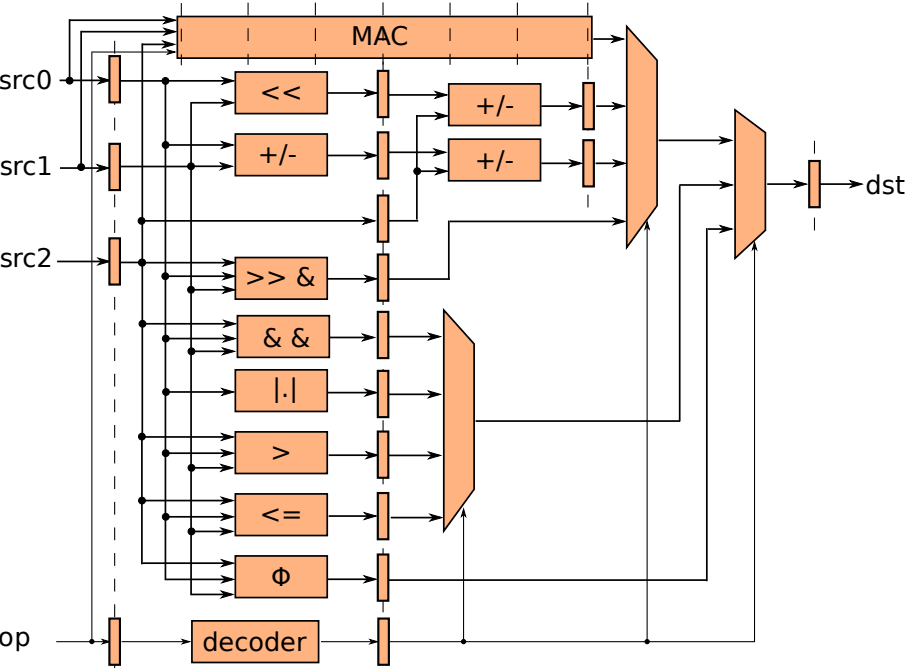 MAC
src0
<<
+/-
+/-
src1
+/-
dst
src2
>> &
& &
|.|
>
<=
Φ
op
decoder